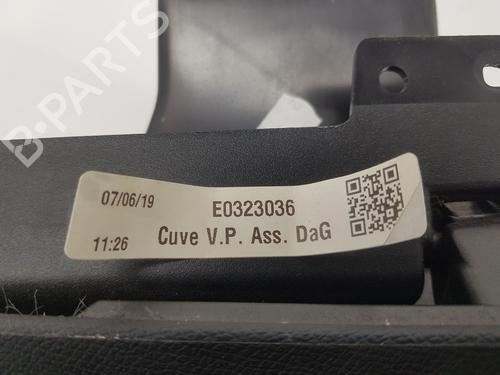 B-PARTS
07/06/19 E0323036
11:26 Cuve V.P. Ass. DaG